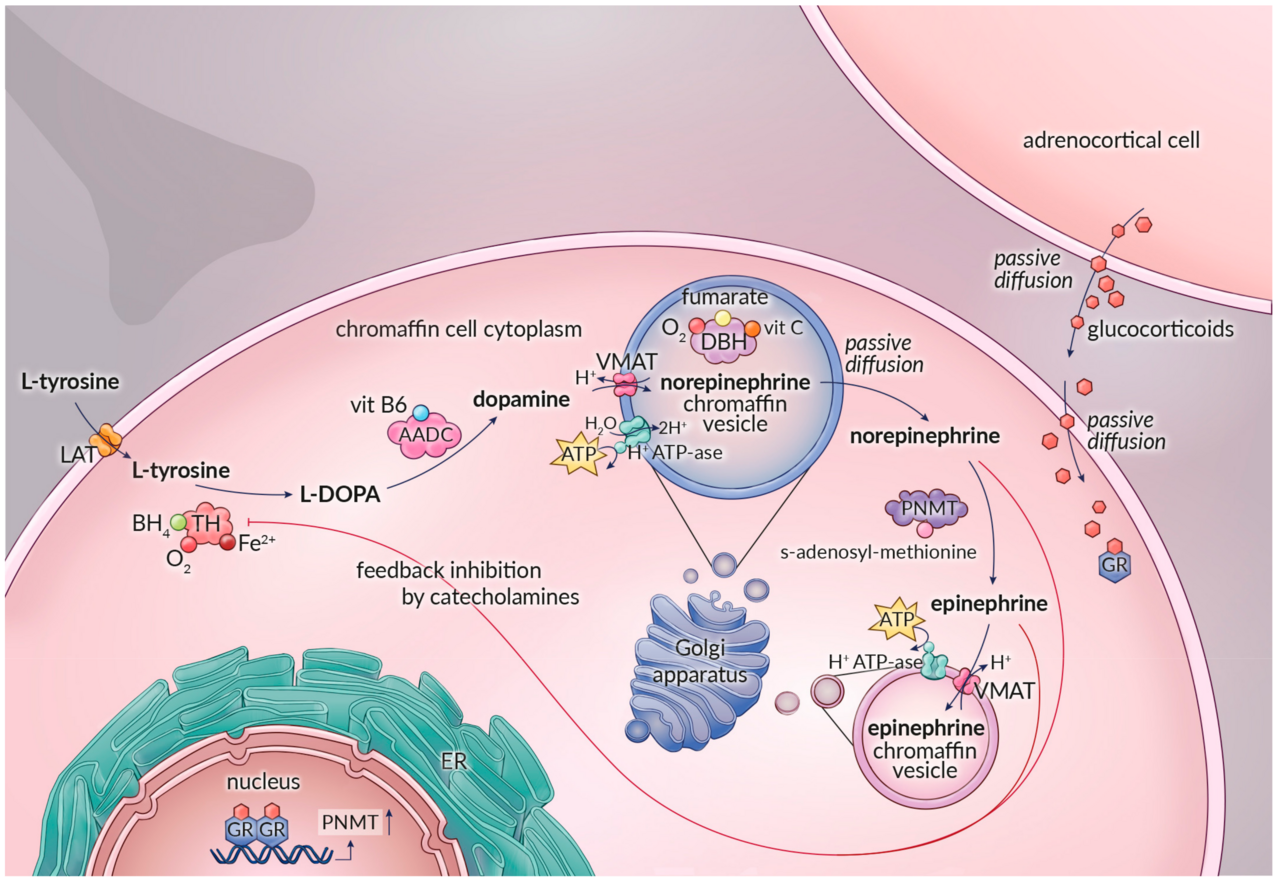 adrenocortical cell
passive
diffusion
glucocorticoids
passive
diffusion
GR
chromaffin cell cytoplasm
L-tyrosine
LAT
L-tyrosine
BH4
TH
O2
Fe2+
L-DOPA
vit B6
AADC
dopamine
VMAT
H+
fumarate
O2
DBH
vit C
norepinephrine
chromaffin
vesicle
H2O
2H+
ATP
H+ ATP-ase
passive
diffusion
norepinephrine
PNMT
s-adenosyl-methionine
epinephrine
ATP
H+ ATP-ase
H+
VMAT
epinephrine
chromaffin
vesicle
feedback inhibition
by catecholamines
Golgi
apparatus
ER
nucleus
GR GR
PNMT